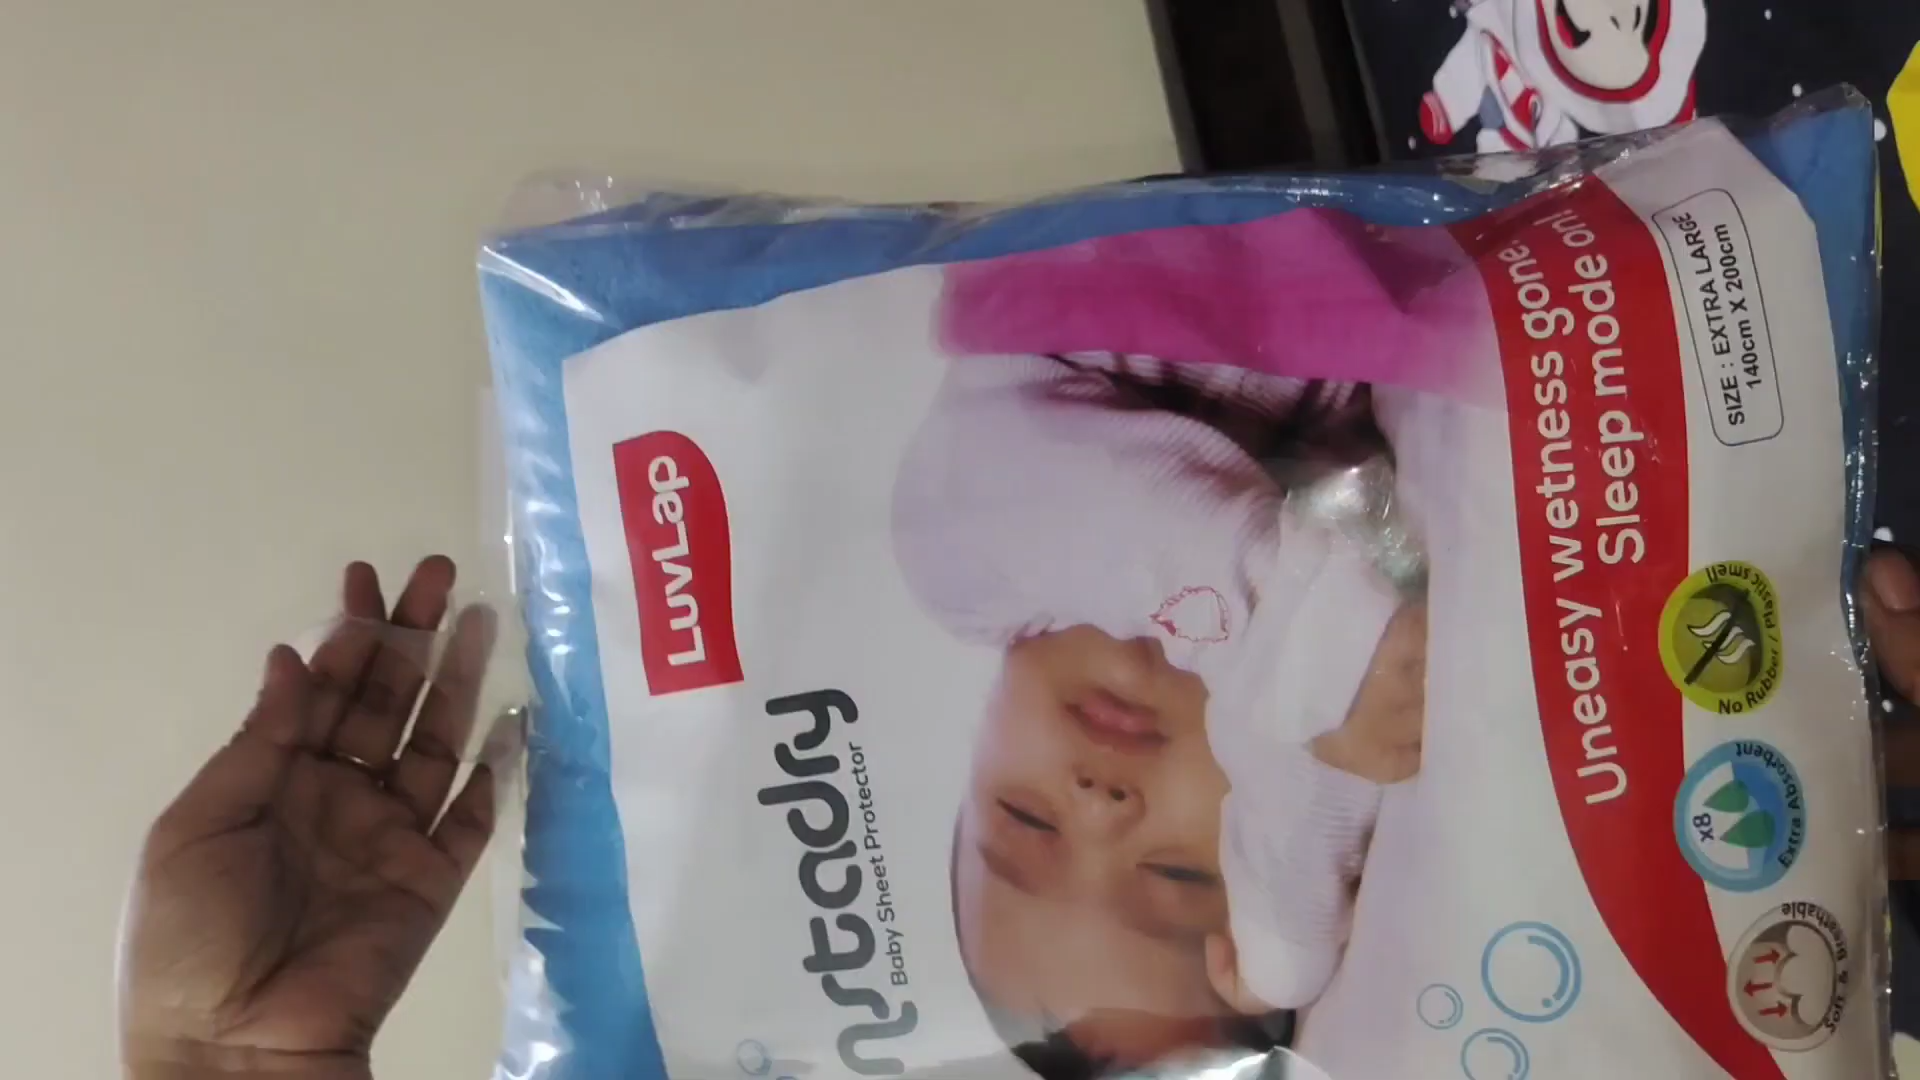 LuvLap
nstadry
Baby Sheet Protector
Uneasy wetness gone.
Sleep mode on!
SIZE : EXTRA LARGE
140cm X 200cm
No Rubber / Plastic smell
x8
Extra Absorbent
Soft & Breathable